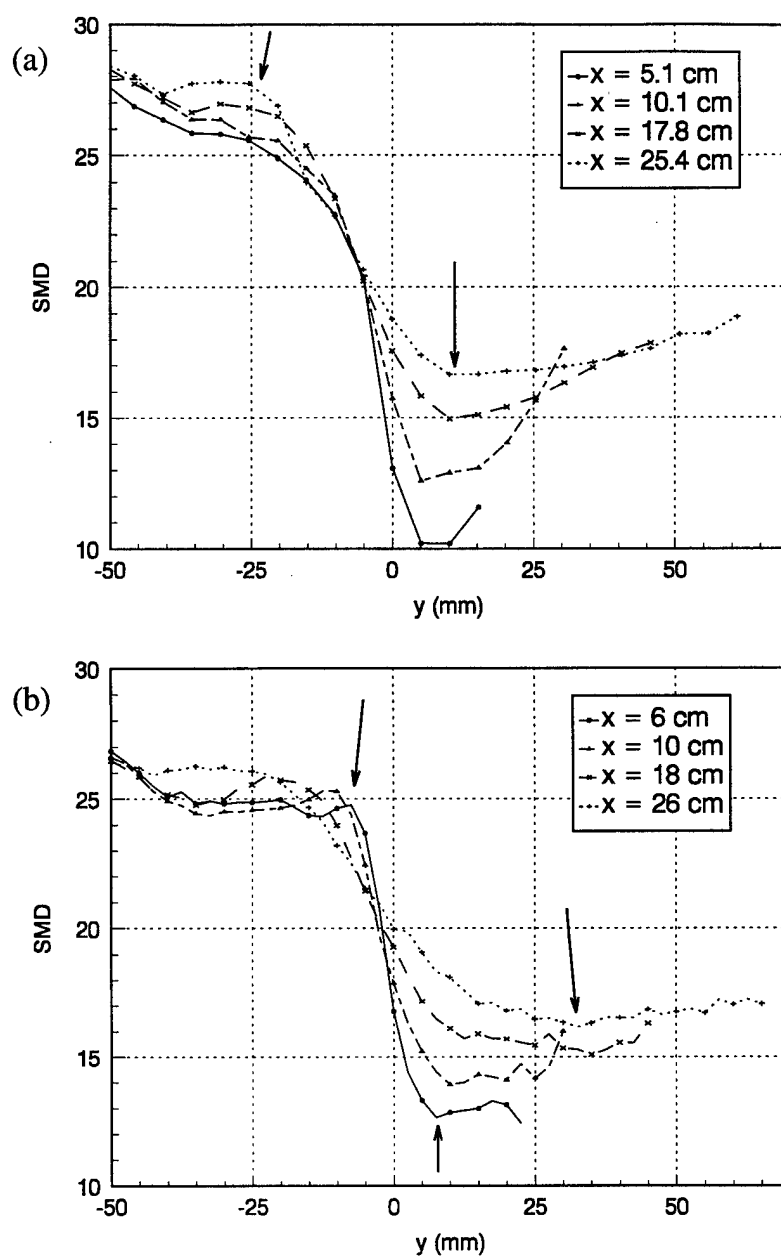 (a)
30
25
20
15
10
SMD
x = 5.1 cm
x = 10.1 cm
x = 17.8 cm
x = 25.4 cm
-50 -25 0 25 50
y (mm)
(b)
30
25
20
15
10
SMD
x = 6 cm
x = 10 cm
x = 18 cm
x = 26 cm
-50 -25 0 25 50
y (mm)